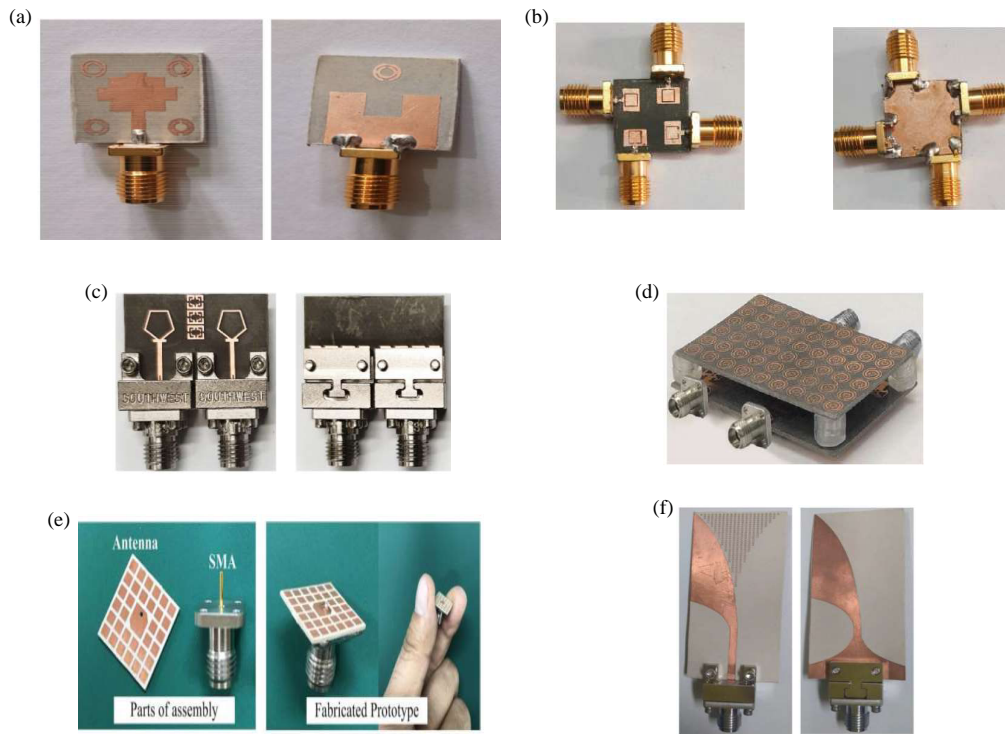 (a)
(b)
(c)
SOUTHWEST SOUTHWEST
(d)
(e)
Antenna
SMA
Parts of assembly
Fabricated Prototype
(f)